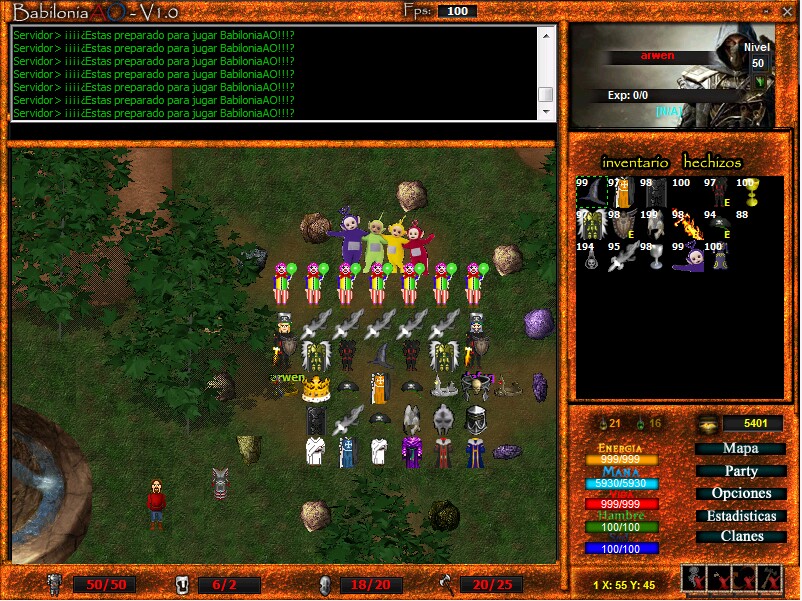 BabiloniaAO - V1.0
Fps: 100
Servidor> ¡¡¡¡¿Estas preparado para jugar BabiloniaAO!!!?
Servidor> ¡¡¡¡¿Estas preparado para jugar BabiloniaAO!!!?
Servidor> ¡¡¡¡¿Estas preparado para jugar BabiloniaAO!!!?
Servidor> ¡¡¡¡¿Estas preparado para jugar BabiloniaAO!!!?
Servidor> ¡¡¡¡¿Estas preparado para jugar BabiloniaAO!!!?
Servidor> ¡¡¡¡¿Estas preparado para jugar BabiloniaAO!!!?
Servidor> ¡¡¡¡¿Estas preparado para jugar BabiloniaAO!!!?
arwen
Nivel
50
Exp: 0/0
inventario hechizos
99 97 98 100 97 100
E
97 98 199 98 94 88
E E E
194 95 98 99 100
arwen
21 16
5401
Energia
999/999
Mana
5930/5930
999/999
Hambre
100/100
100/100
Mapa
Party
Opciones
Estadisticas
Clanes
50/50
6/2
18/20
20/25
1 X: 55 Y: 45